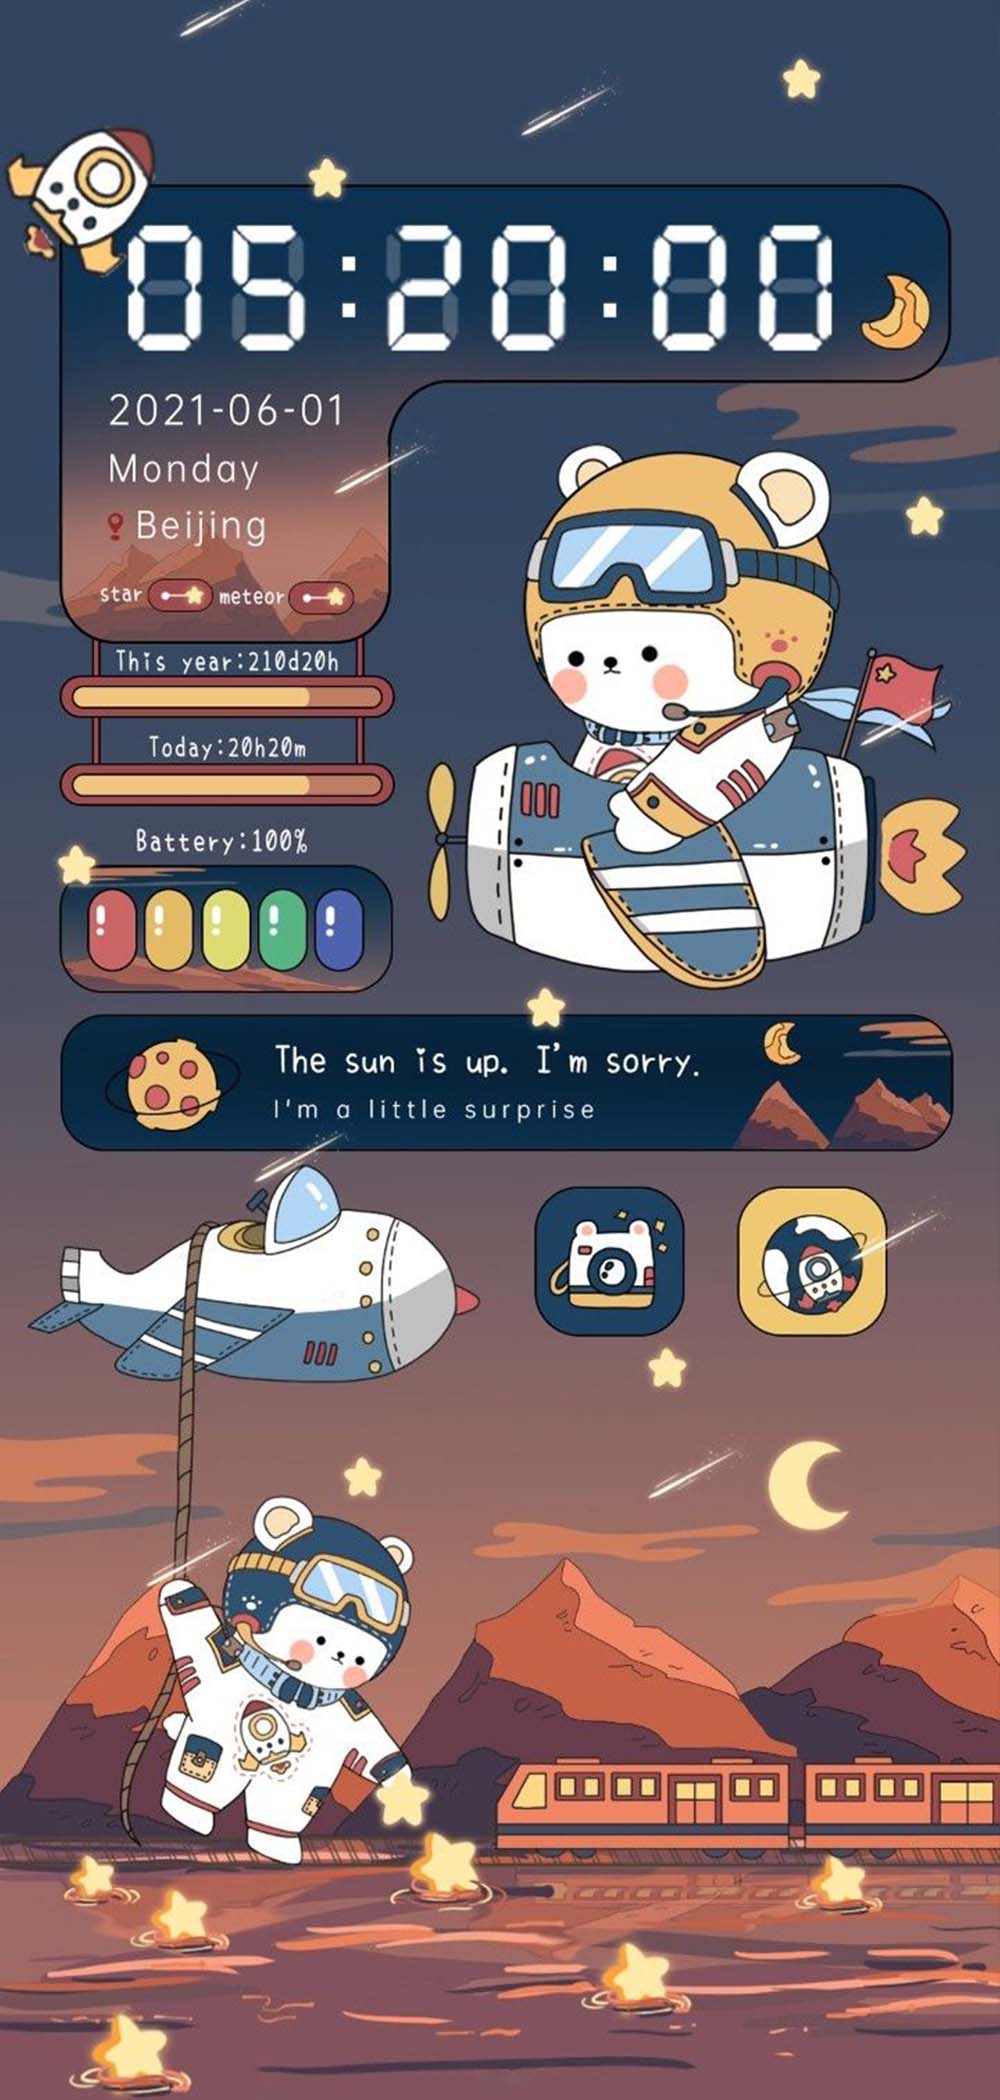 05:20:00
2021-06-01
Monday
Beijing
star meteor
This year:210d20h
Today:20h20m
Battery:100%
The sun is up. I'm sorry.
I'm a little surprise